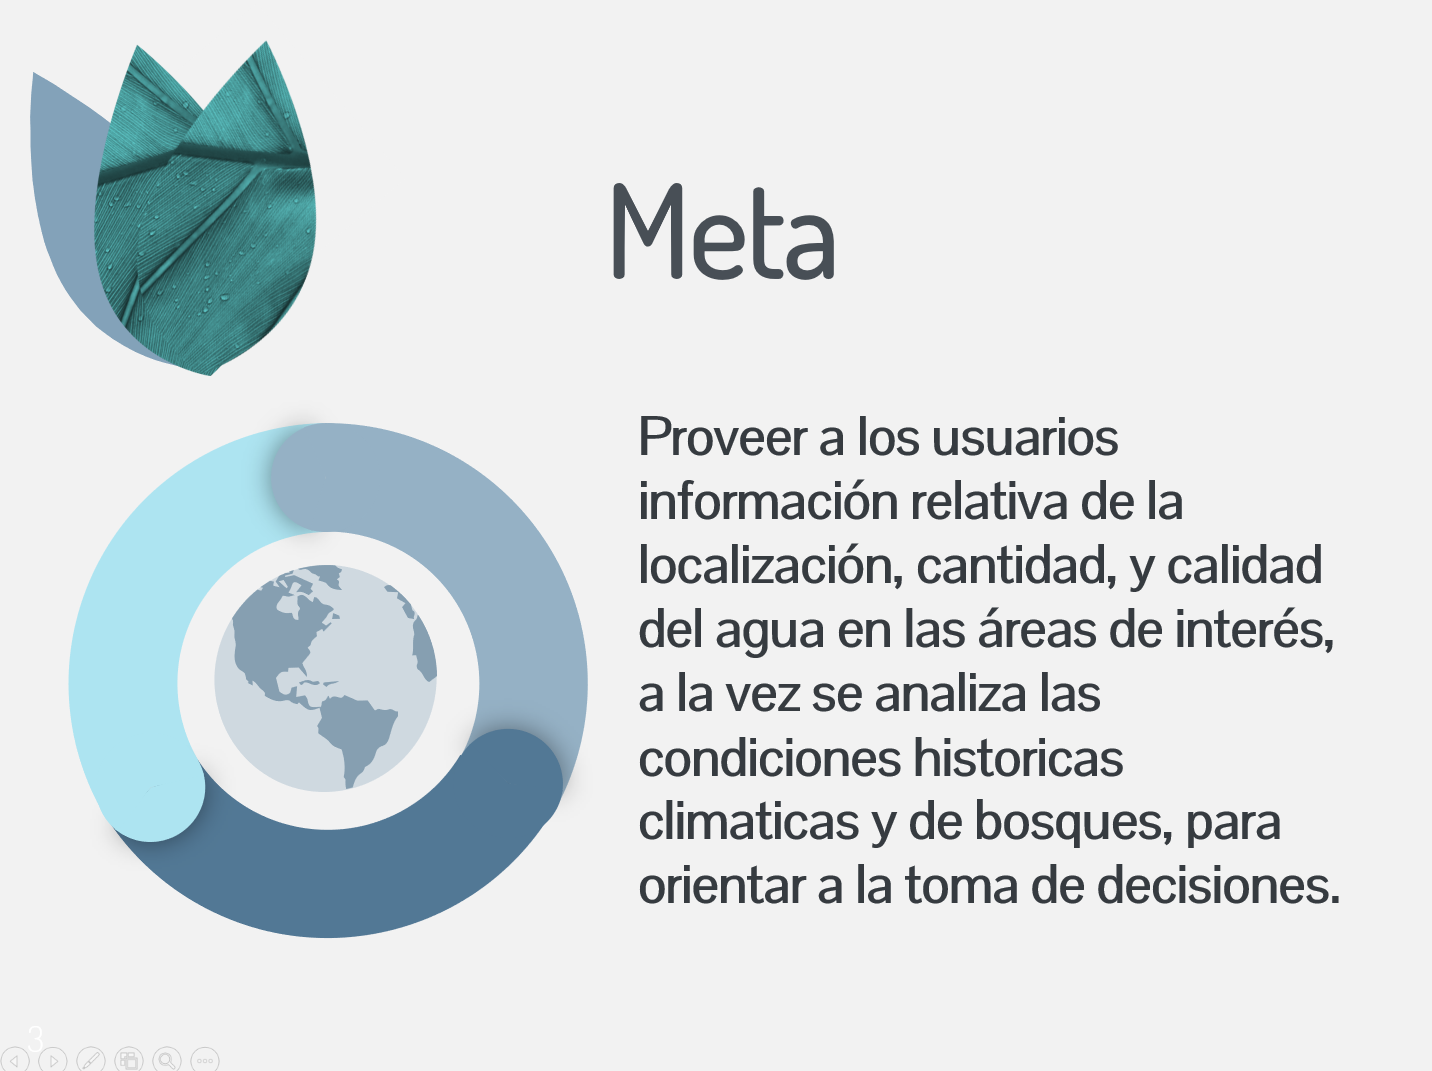 Meta
Proveer a los usuarios
información relativa de la
localización, cantidad, y calidad
del agua en las áreas de interés,
a la vez se analiza las
condiciones historicas
climaticas y de bosques, para
orientar a la toma de decisiones.
3